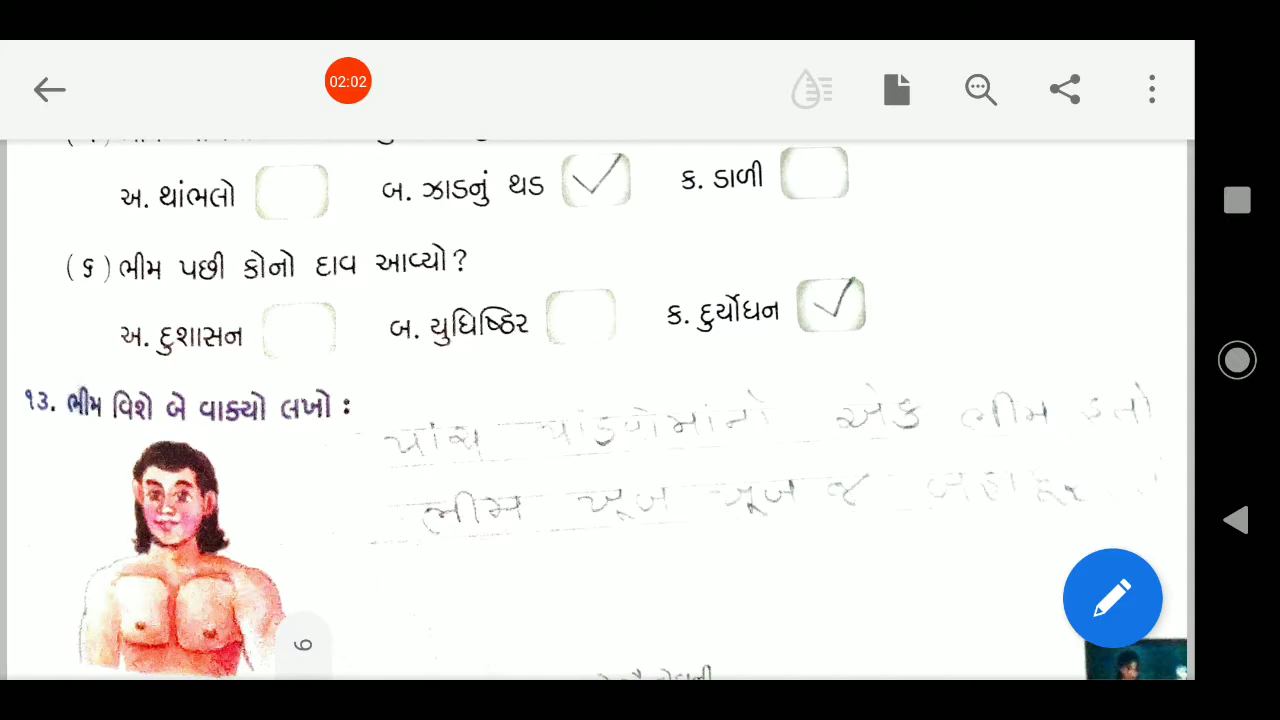 02:02
અ. થાંભલો બ. ઝાડનું થડ ક. ડાળી
(૬) ભીમ પછી કોનો દાવ આવ્યો?
અ. દુશાસન બ. યુધિષ્ઠિર ક. દુર્યોધન
૧૩. ભીમ વિશે બે વાક્યો લખો :
પાંચ પાંડવોમાંનો એક ભીમ હતો
ભીમ ખૂબ ખૂબ જ બહાદૂર
૭